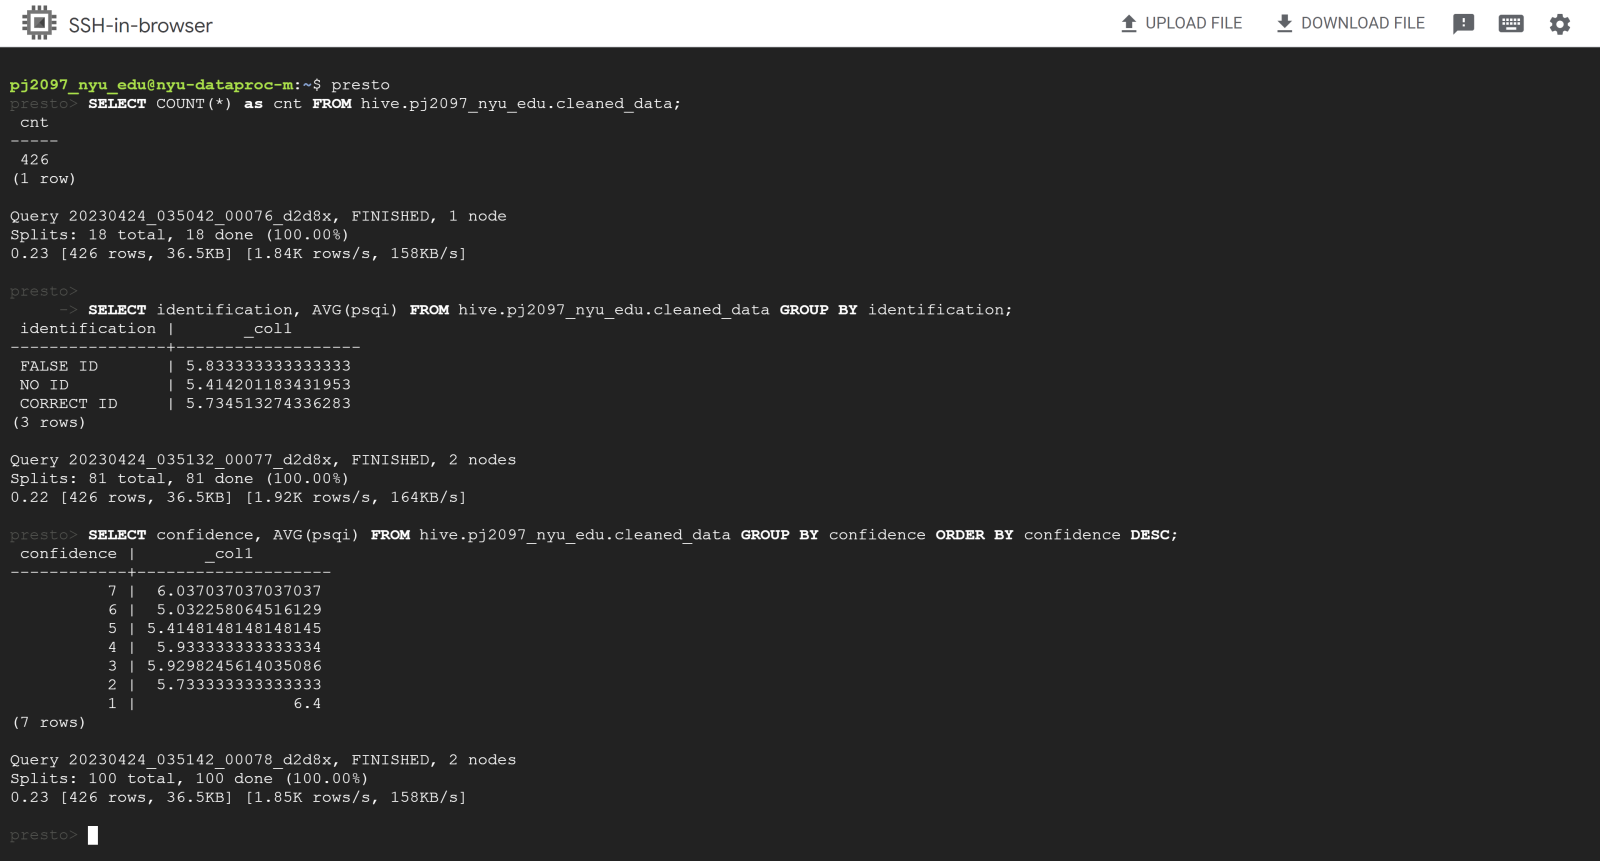 SSH-in-browser
UPLOAD FILE
DOWNLOAD FILE
pj2097_nyu_edu@nyu-dataproc-m:~$ presto
presto> SELECT COUNT(*) as cnt FROM hive.pj2097_nyu_edu.cleaned_data;
 cnt
-----
 426
(1 row)

Query 20230424_035042_00076_d2d8x, FINISHED, 1 node
Splits: 18 total, 18 done (100.00%)
0.23 [426 rows, 36.5KB] [1.84K rows/s, 158KB/s]

presto>
     -> SELECT identification, AVG(psqi) FROM hive.pj2097_nyu_edu.cleaned_data GROUP BY identification;
 identification |       _col1
----------------+-------------------
 FALSE ID       | 5.833333333333333
 NO ID          | 5.414201183431953
 CORRECT ID     | 5.734513274336283
(3 rows)

Query 20230424_035132_00077_d2d8x, FINISHED, 2 nodes
Splits: 81 total, 81 done (100.00%)
0.22 [426 rows, 36.5KB] [1.92K rows/s, 164KB/s]

presto> SELECT confidence, AVG(psqi) FROM hive.pj2097_nyu_edu.cleaned_data GROUP BY confidence ORDER BY confidence DESC;
 confidence |       _col1
------------+--------------------
          7 |  6.037037037037037
          6 |  5.032258064516129
          5 | 5.4148148148148145
          4 |  5.933333333333334
          3 | 5.9298245614035086
          2 |  5.733333333333333
          1 |                6.4
(7 rows)

Query 20230424_035142_00078_d2d8x, FINISHED, 2 nodes
Splits: 100 total, 100 done (100.00%)
0.23 [426 rows, 36.5KB] [1.85K rows/s, 158KB/s]

presto>